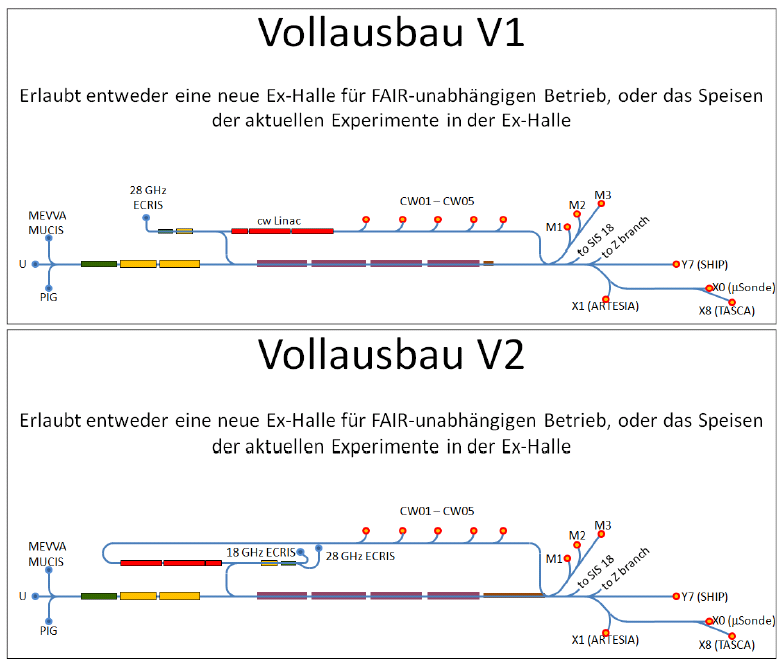 Vollausbau V1
Erlaubt entweder eine neue Ex-Halle für FAIR-unabhängigen Betrieb, oder das Speisen
der aktuellen Experimente in der Ex-Halle
28 GHz
ECRIS
MEVVA
MUCIS
cw Linac
CW01 – CW05
M1
M2
M3
to SIS 18
to Z branch
U
PIG
Y7 (SHIP)
X0 (µSonde)
X1 (ARTESIA)
X8 (TASCA)
Vollausbau V2
Erlaubt entweder eine neue Ex-Halle für FAIR-unabhängigen Betrieb, oder das Speisen
der aktuellen Experimente in der Ex-Halle
CW01 – CW05
MEVVA
MUCIS
18 GHz ECRIS
28 GHz ECRIS
M1
M2
M3
to SIS 18
to Z branch
U
PIG
Y7 (SHIP)
X0 (µSonde)
X1 (ARTESIA)
X8 (TASCA)